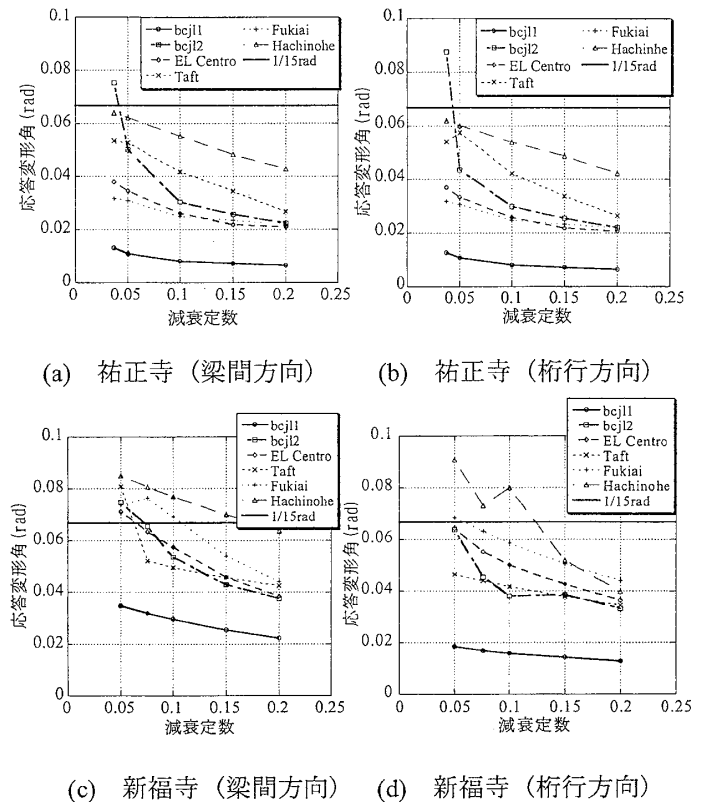 bcjl1
bcjl2
EL Centro
Taft
Fukiai
Hachinohe
1/15rad
0.1
0.08
0.06
0.04
0.02
0
応答変形角(rad)
0 0.05 0.1 0.15 0.2 0.25
減衰定数
(a) 祐正寺（梁間方向）
bcjl1
bcjl2
EL Centro
Taft
Fukiai
Hachinhe
1/15rad
0.1
0.08
0.06
0.04
0.02
0
応答変形角(rad)
0 0.05 0.1 0.15 0.2 0.25
減衰定数
(b) 祐正寺（桁行方向）
bcjl1
bcjl2
EL Centro
Taft
Fukiai
Hachinohe
1/15rad
0.1
0.08
0.06
0.04
0.02
0
応答変形角(rad)
0 0.05 0.1 0.15 0.2 0.25
減衰定数
(c) 新福寺（梁間方向）
bcjl1
bcjl2
EL Centro
Taft
Fukiai
Hachinohe
1/15rad
0.1
0.08
0.06
0.04
0.02
0
応答変形角(rad)
0 0.05 0.1 0.15 0.2 0.25
減衰定数
(d) 新福寺（桁行方向）